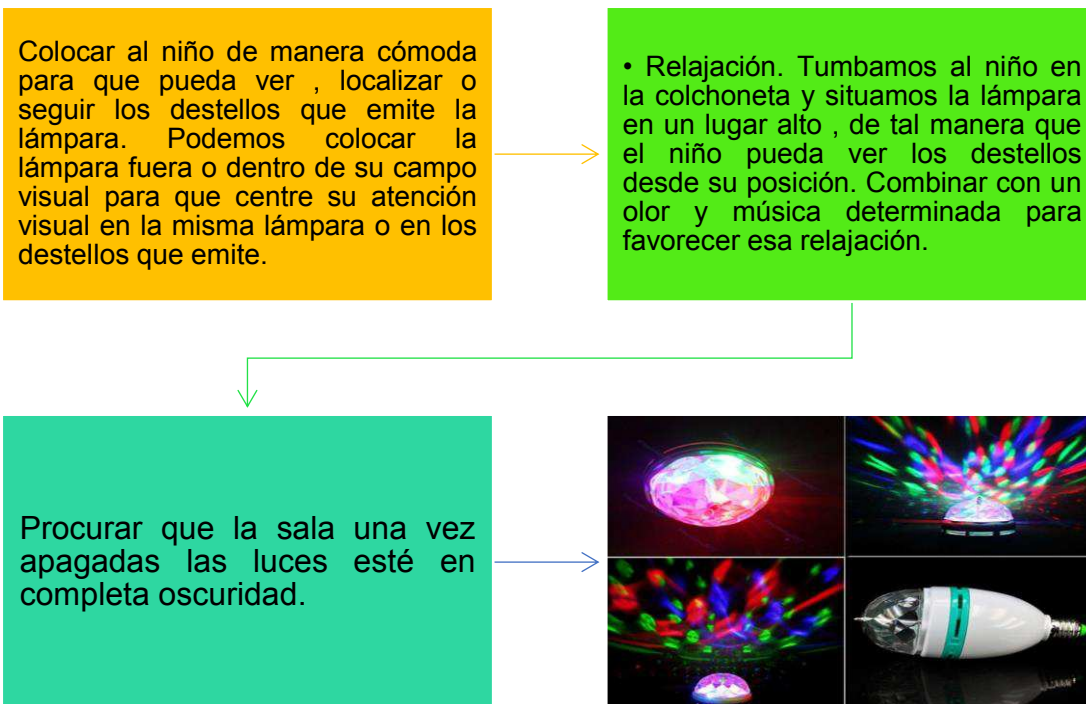 Colocar al niño de manera cómoda
para que pueda ver , localizar o
seguir los destellos que emite la
lámpara. Podemos colocar la
lámpara fuera o dentro de su campo
visual para que centre su atención
visual en la misma lámpara o en los
destellos que emite.
• Relajación. Tumbamos al niño en
la colchoneta y situamos la lámpara
en un lugar alto , de tal manera que
el niño pueda ver los destellos
desde su posición. Combinar con un
olor y música determinada para
favorecer esa relajación.
Procurar que la sala una vez
apagadas las luces esté en
completa oscuridad.